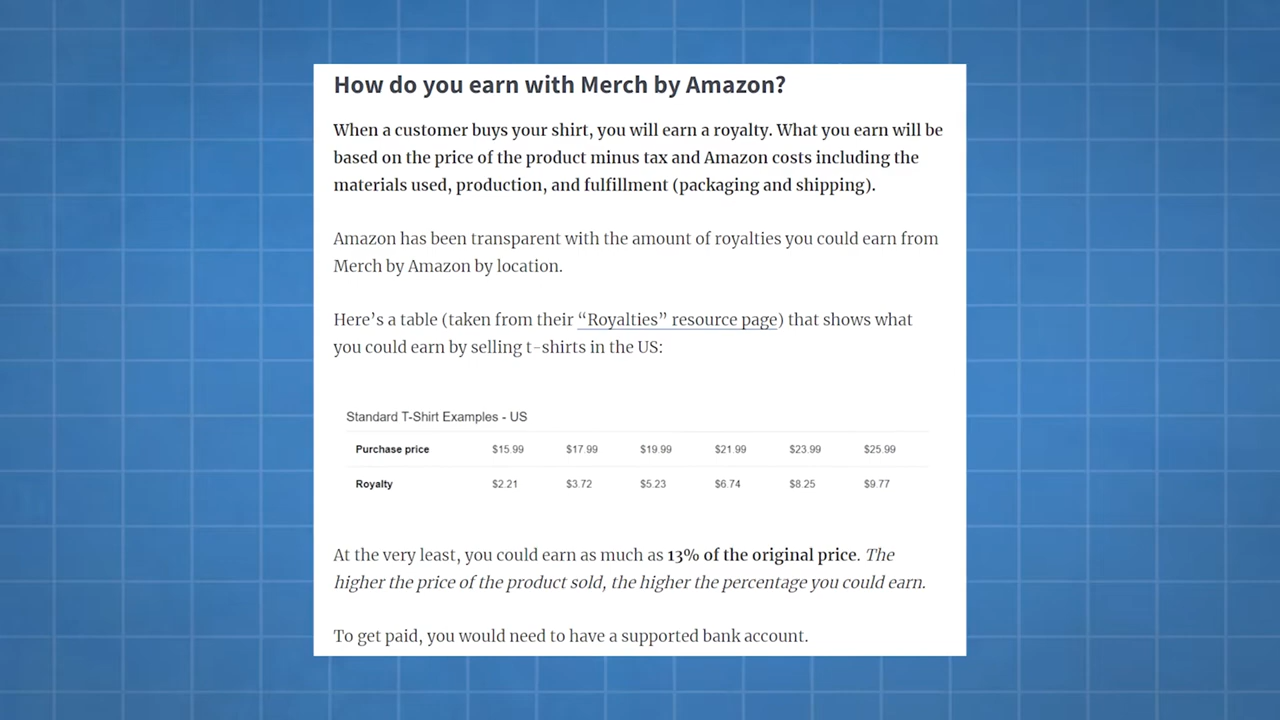 How do you earn with Merch by Amazon?
When a customer buys your shirt, you will earn a royalty. What you earn will be
based on the price of the product minus tax and Amazon costs including the
materials used, production, and fulfillment (packaging and shipping).
Amazon has been transparent with the amount of royalties you could earn from
Merch by Amazon by location.
Here’s a table (taken from their “Royalties” resource page) that shows what
you could earn by selling t-shirts in the US:
Standard T-Shirt Examples - US
Purchase price $15.99 $17.99 $19.99 $21.99 $23.99 $25.99
Royalty $2.21 $3.72 $5.23 $6.74 $8.25 $9.77
At the very least, you could earn as much as 13% of the original price. The
higher the price of the product sold, the higher the percentage you could earn.
To get paid, you would need to have a supported bank account.